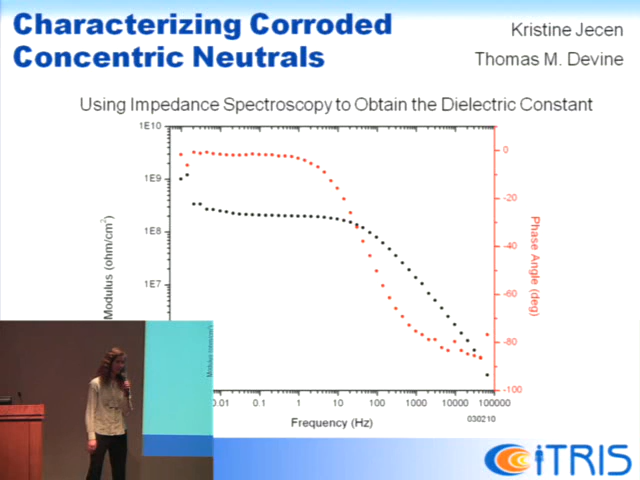 Characterizing Corroded
Concentric Neutrals
Kristine Jecen
Thomas M. Devine
Using Impedance Spectroscopy to Obtain the Dielectric Constant
1E10
1E9
1E8
1E7
Modulus (ohm/cm²)
0
-20
-40
-60
-80
-100
Phase Angle (deg)
0.01
0.1
1
10
100
1000
10000
100000
Frequency (Hz)
030210
CITRIS